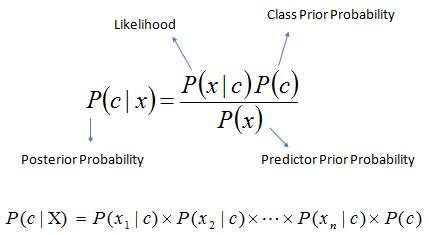 Likelihood
Class Prior Probability
P(c | x) = P(x | c)P(c) / P(x)
Posterior Probability
Predictor Prior Probability
P(c | X) = P(x₁ | c) × P(x₂ | c) × ⋯ × P(xₙ | c) × P(c)